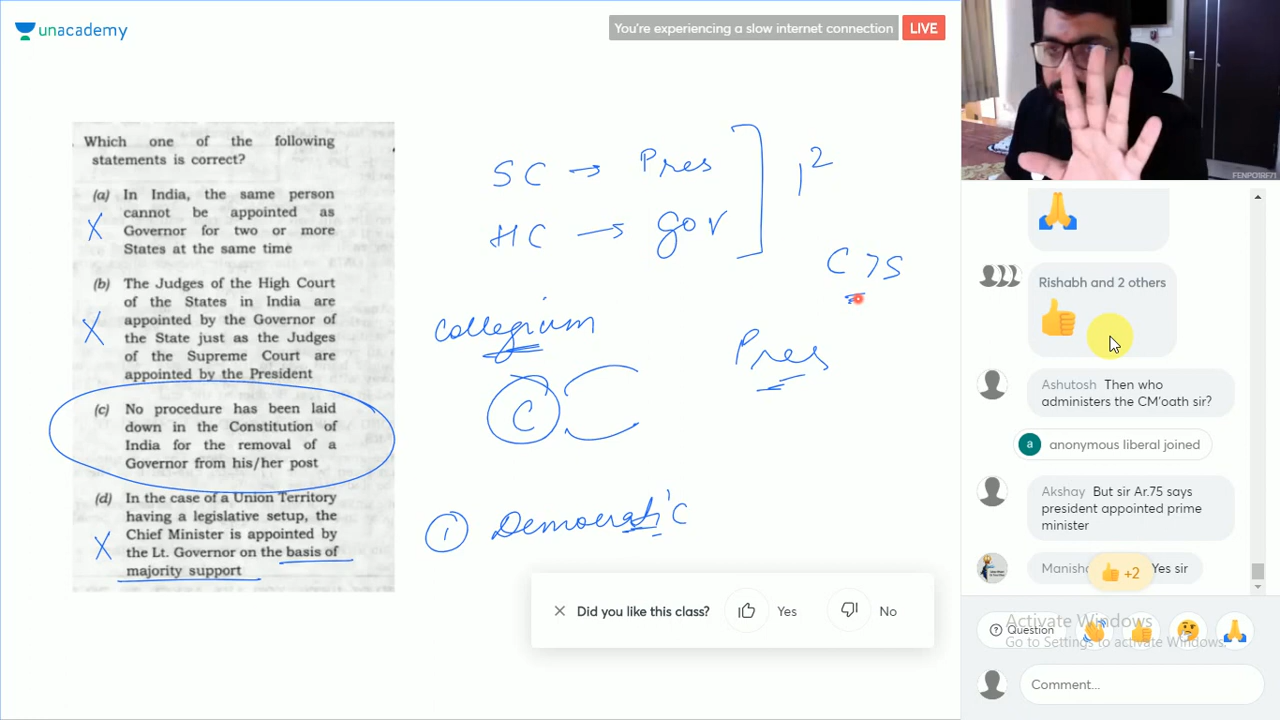 unacademy
You're experiencing a slow internet connection
LIVE
Which one of the following
statements is correct?
(a) In India, the same person
cannot be appointed as
Governor for two or more
States at the same time
(b) The Judges of the High Court
of the States in India are
appointed by the Governor of
the State just as the Judges
of the Supreme Court are
appointed by the President
(c) No procedure has been laid
down in the Constitution of
India for the removal of a
Governor from his/her post
(d) In the case of a Union Territory
having a legislative setup, the
Chief Minister is appointed by
the Lt. Governor on the basis of
majority support
X
X
X
SC → Pres
HC → gov
2
C > S
collegium
C
Pres
1 Democratic
Did you like this class?
Yes
No
FENPO1RF71
Rishabh and 2 others
Ashutosh Then who
administers the CM'oath sir?
a anonymous liberal joined
Akshay But sir Ar.75 says
president appointed prime
minister
Manisha Yes sir
+2
Activate Windows
Go to Settings to activate Windows.
Question
Comment...